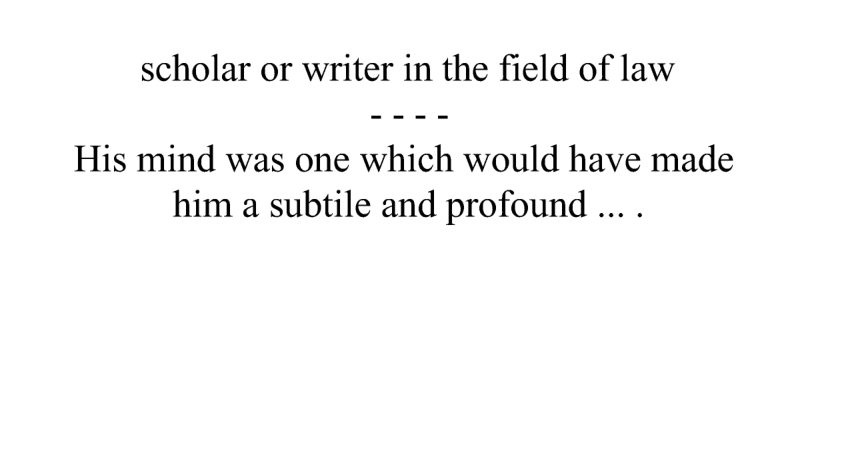 scholar or writer in the field of law
- - - -
His mind was one which would have made
him a subtile and profound ... .